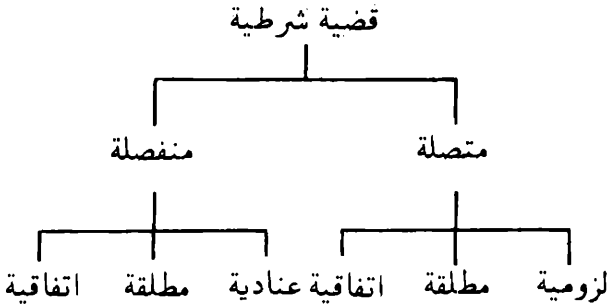 قضية شرطية
متصلة منفصلة
لزومية مطلقة اتفاقية عنادية مطلقة اتفاقية